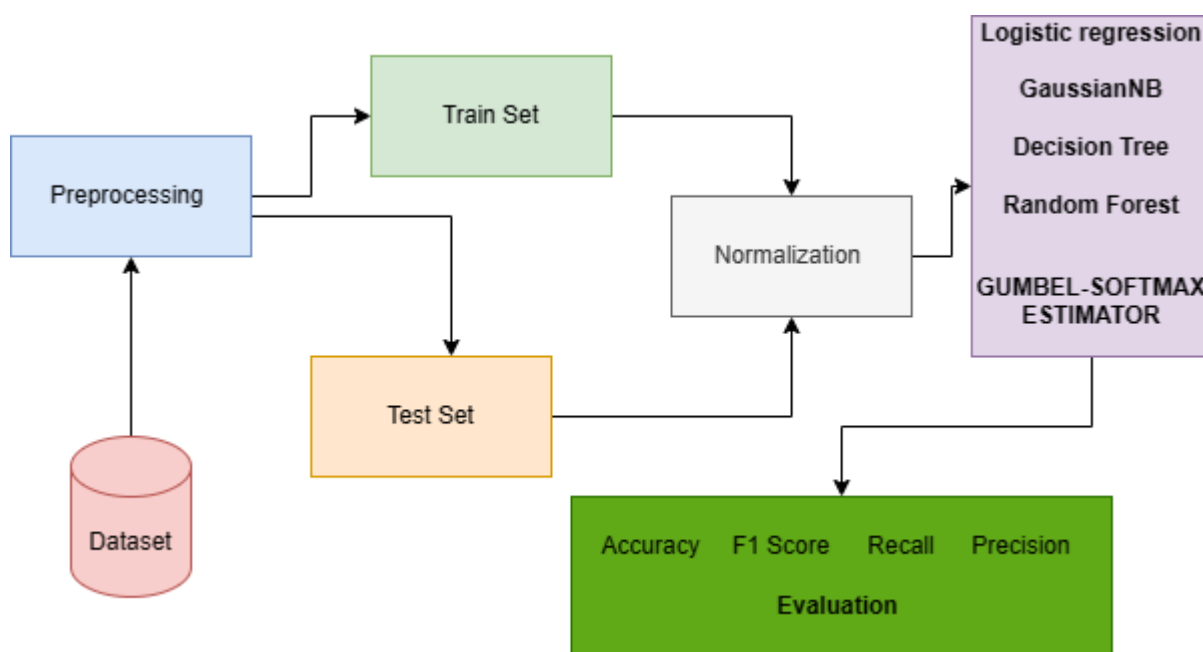 Logistic regression
GaussianNB
Decision Tree
Random Forest
GUMBEL-SOFTMAX
ESTIMATOR
Train Set
Preprocessing
Normalization
Test Set
Dataset
Accuracy F1 Score Recall Precision
Evaluation